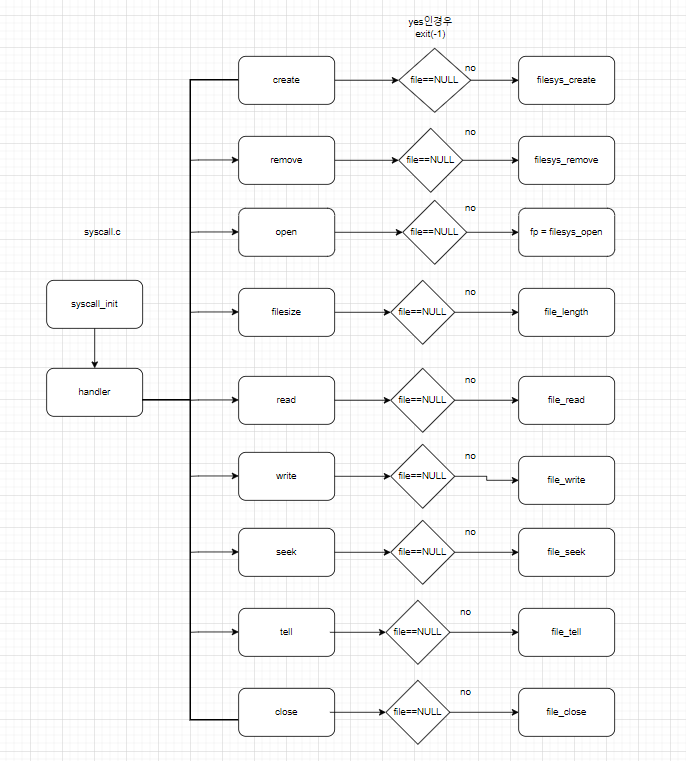 yes인경우
exit(-1)
create
file==NULL
no
filesys_create
remove
file==NULL
no
filesys_remove
syscall.c
open
file==NULL
no
fp = filesys_open
syscall_init
filesize
file==NULL
no
file_length
handler
read
file==NULL
no
file_read
write
file==NULL
no
file_write
seek
file==NULL
no
file_seek
tell
file==NULL
no
file_tell
close
file==NULL
no
file_close